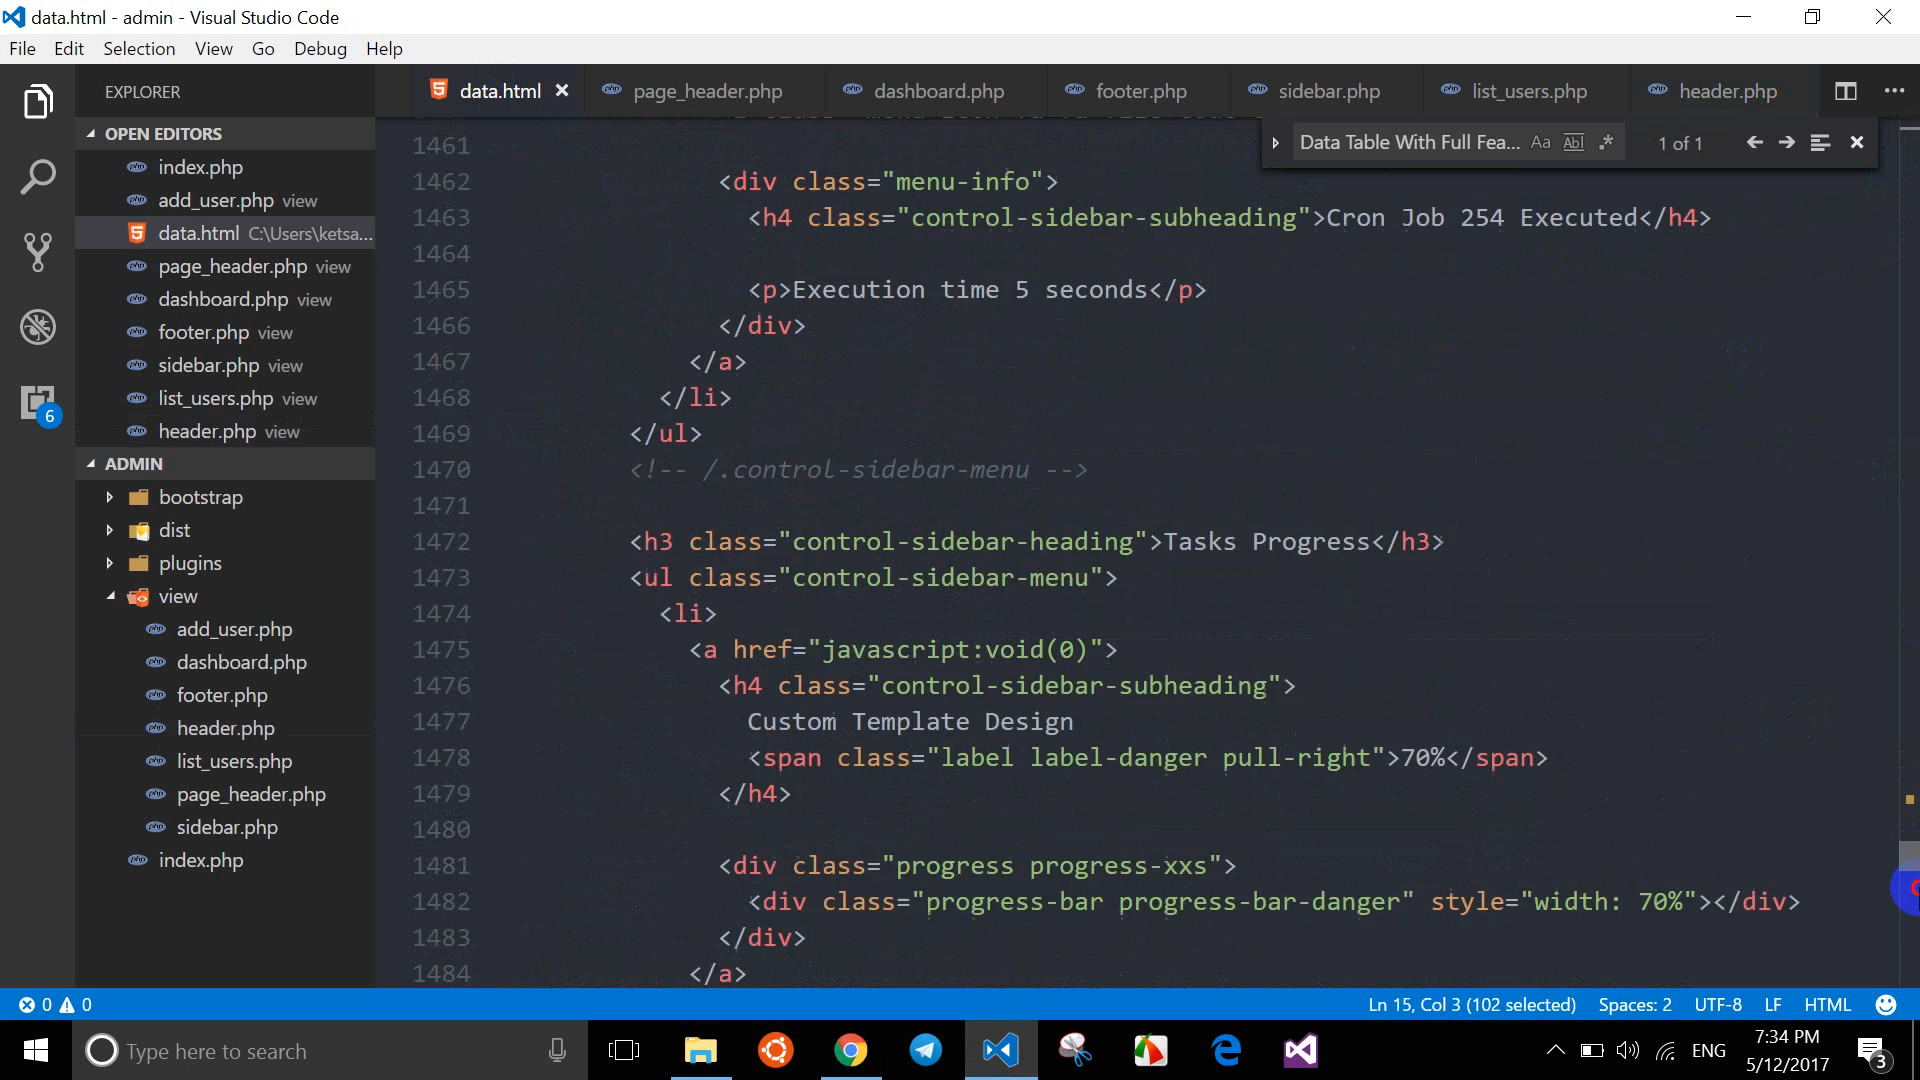 data.html - admin - Visual Studio Code
File Edit Selection View Go Debug Help
EXPLORER
data.html page_header.php dashboard.php footer.php sidebar.php list_users.php header.php
OPEN EDITORS
index.php
add_user.php view
data.html C:\Users\ketsa...
page_header.php view
dashboard.php view
footer.php view
sidebar.php view
list_users.php view
header.php view
ADMIN
bootstrap
dist
plugins
view
add_user.php
dashboard.php
footer.php
header.php
list_users.php
page_header.php
sidebar.php
index.php
6
Data Table With Full Fea... Aa Abl .* 1 of 1
1461
1462 <div class="menu-info">
1463 <h4 class="control-sidebar-subheading">Cron Job 254 Executed</h4>
1464
1465 <p>Execution time 5 seconds</p>
1466 </div>
1467 </a>
1468 </li>
1469 </ul>
1470 <!-- /.control-sidebar-menu -->
1471
1472 <h3 class="control-sidebar-heading">Tasks Progress</h3>
1473 <ul class="control-sidebar-menu">
1474 <li>
1475 <a href="javascript:void(0)">
1476 <h4 class="control-sidebar-subheading">
1477 Custom Template Design
1478 <span class="label label-danger pull-right">70%</span>
1479 </h4>
1480
1481 <div class="progress progress-xxs">
1482 <div class="progress-bar progress-bar-danger" style="width: 70%"></div>
1483 </div>
1484 </a>
0 0 Ln 15, Col 3 (102 selected) Spaces: 2 UTF-8 LF HTML
Type here to search
ENG
7:34 PM
5/12/2017
3